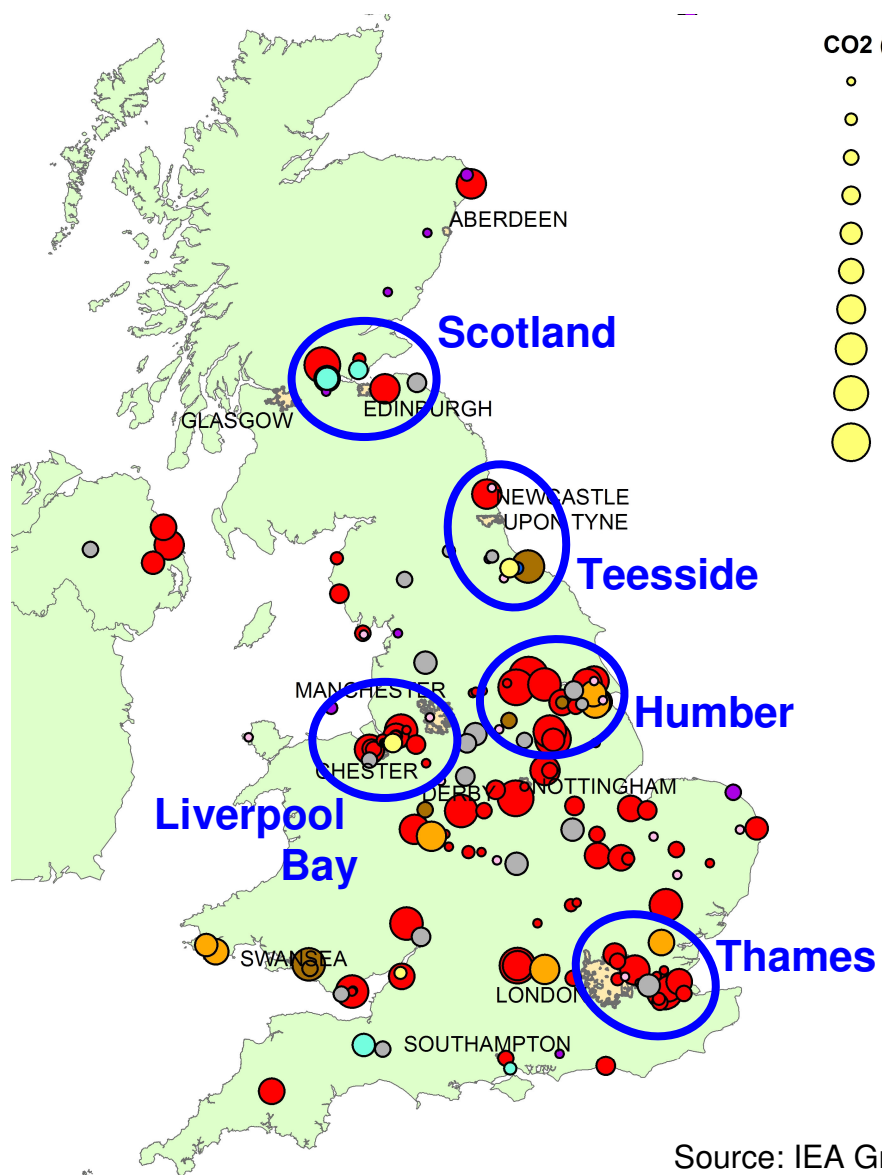 CO2 (
ABERDEEN
Scotland
EDINBURGH
GLASGOW
NEWCASTLE
UPON TYNE
Teesside
MANCHESTER
Humber
CHESTER
DERBY
NOTTINGHAM
Liverpool
Bay
SWANSEA
Thames
LONDON
SOUTHAMPTON
Source: IEA Gr